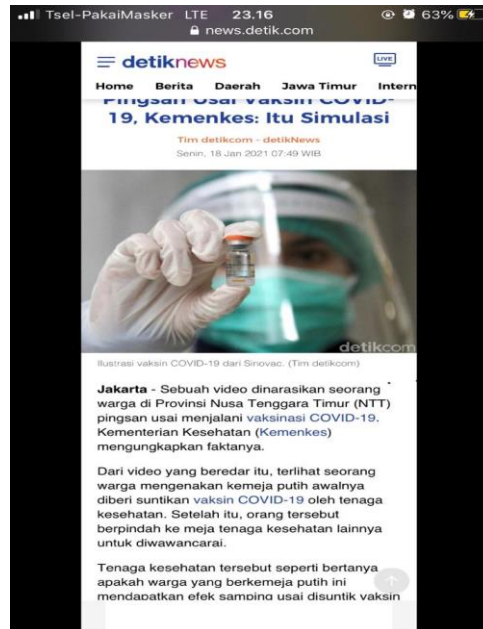 Tsel-PakaiMasker LTE 23.16 63%
news.detik.com
detiknews LIVE
Home Berita Daerah Jawa Timur Intern
Pingsan Usai Vaksin COVID-
19, Kemenkes: Itu Simulasi
Tim detikcom - detikNews
Senin, 18 Jan 2021 07:49 WIB
detikcom
Ilustrasi vaksin COVID-19 dari Sinovac. (Tim detikcom)
Jakarta - Sebuah video dinarasikan seorang
warga di Provinsi Nusa Tenggara Timur (NTT)
pingsan usai menjalani vaksinasi COVID-19.
Kementerian Kesehatan (Kemenkes)
mengungkapkan faktanya.
Dari video yang beredar itu, terlihat seorang
warga mengenakan kemeja putih awalnya
diberi suntikan vaksin COVID-19 oleh tenaga
kesehatan. Setelah itu, orang tersebut
berpindah ke meja tenaga kesehatan lainnya
untuk diwawancarai.
Tenaga kesehatan tersebut seperti bertanya
apakah warga yang berkemeja putih ini
mendapatkan efek samping usai disuntik vaksin